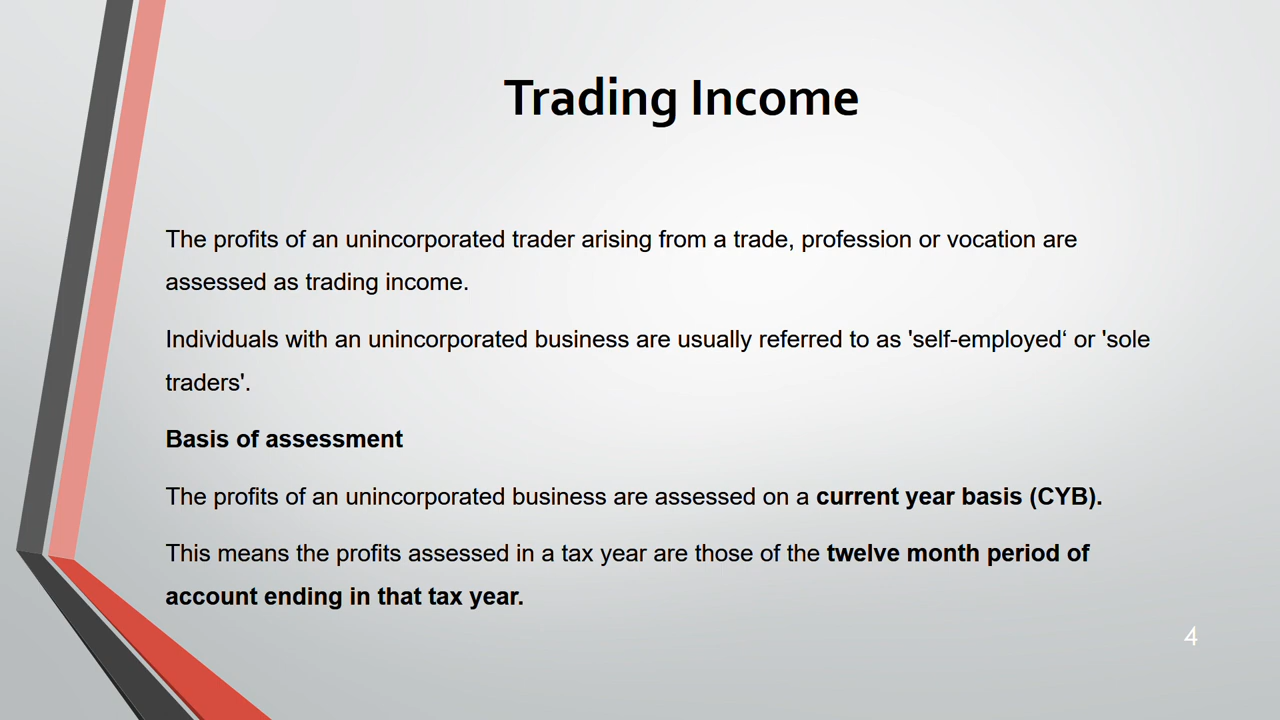 Trading Income
The profits of an unincorporated trader arising from a trade, profession or vocation are
assessed as trading income.
Individuals with an unincorporated business are usually referred to as 'self-employed‘ or 'sole
traders'.
Basis of assessment
The profits of an unincorporated business are assessed on a current year basis (CYB).
This means the profits assessed in a tax year are those of the twelve month period of
account ending in that tax year.
4